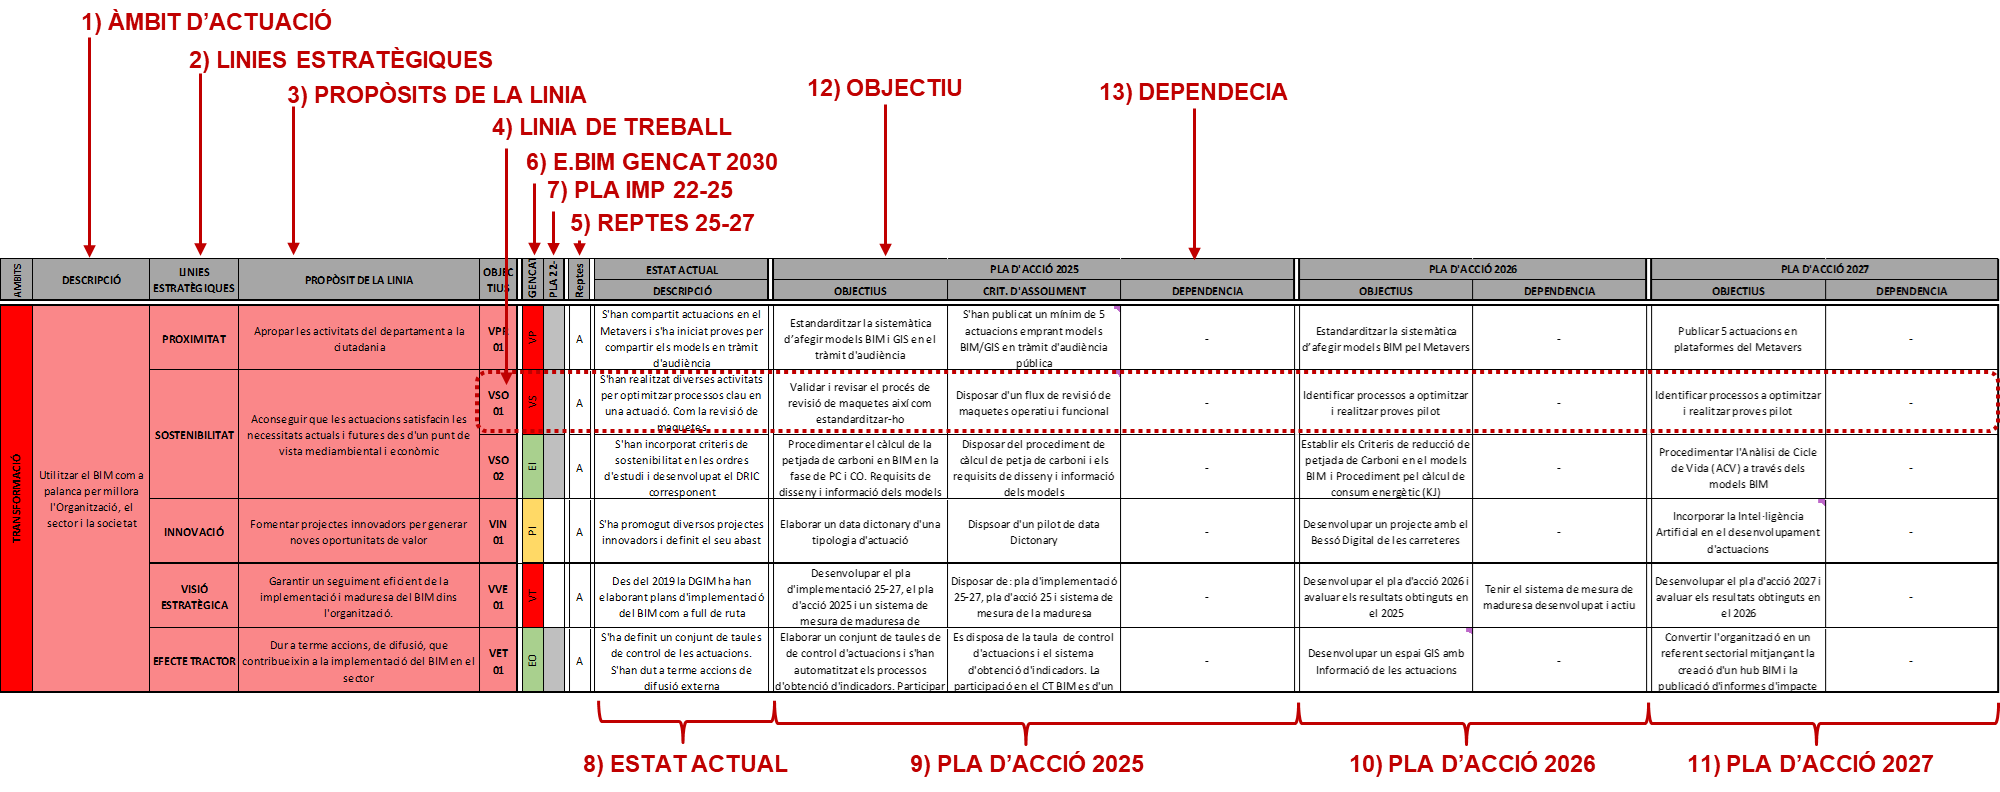 1) ÀMBIT D’ACTUACIÓ
2) LINIES ESTRATÈGIQUES
3) PROPÒSITS DE LA LINIA
4) LINIA DE TREBALL
6) E.BIM GENCAT 2030
7) PLA IMP 22-25
5) REPTES 25-27
12) OBJECTIU
13) DEPENDECIA
ÀMBITS
DESCRIPCIÓ
LINIES
ESTRATÈGIQUES
PROPÒSIT DE LA LINIA
OBJEC
TIUS
GENCAT
PLA 22-
Reptes
ESTAT ACTUAL
DESCRIPCIÓ
PLA D'ACCIÓ 2025
OBJECTIUS
CRIT. D'ASSOLIMENT
DEPENDENCIA
PLA D'ACCIÓ 2026
OBJECTIUS
DEPENDENCIA
PLA D'ACCIÓ 2027
OBJECTIUS
DEPENDENCIA
TRANSFORMACIÓ
Utilitzar el BIM com a
palanca per millora
l'Organització, el
sector i la societat
PROXIMITAT
Apropar les activitats del departament a la
ciutadania
VPR
01
VP
A
S'han compartit actuacions en el
Metavers i s'ha iniciat proves per
compartir els models en tràmit
d'audiència
Estandarditzar la sistemàtica
d’afegir models BIM i GIS en el
tràmit d'audiència
S'han publicat un mínim de 5
actuacions emprant models
BIM/GIS en tràmit d'audiència
pública
-
Estandarditzar la sistemàtica
d’afegir models BIM pel Metavers
-
Publicar 5 actuacions en
plataformes del Metavers
-
SOSTENIBILITAT
Aconseguir que les actuacions satisfacin les
necessitats actuals i futures des d'un punt de
vista mediambiental i econòmic
VSO
01
VS
A
S'han realitzat diverses activitats
per optimitzar processos clau en
una actuació. Com la revisió de
maquetes
Validar i revisar el procés de
revisió de maquetes així com
estandarditzar-ho
Disposar d'un flux de revisió de
maquetes operatiu i funcional
-
Identificar processos a optimitzar
i realitzar proves pilot
-
Identificar processos a optimitzar
i realitzar proves pilot
-
VSO
02
EI
A
S'han incorporat criteris de
sostenibilitat en les ordres
d'estudi i desenvolupat el DRIC
corresponent
Procedimentar el càlcul de la
petjada de carboni en BIM en la
fase de PC i CO. Requisits de
disseny i informació dels models
Disposar del procediment de
càlcul de petja de carboni i els
requisits de disseny i informació
dels models
-
Establir els Criteris de reducció de
petjada de Carboni en el models
BIM i Procediment pel càlcul de
consum energètic (KJ)
-
Procedimentar l'Anàlisi de Cicle
de Vida (ACV) a través dels
models BIM
-
INNOVACIÓ
Fomentar projectes innovadors per generar
noves oportunitats de valor
VIN
01
PI
A
S'ha promogut diversos projectes
innovadors i definit el seu abast
Elaborar un data dictonary d'una
tipologia d'actuació
Dispsoar d'un pilot de data
Dictonary
-
Desenvolupar un projecte amb el
Bessó Digital de les carreteres
-
Incorporar la Intel·ligència
Artificial en el desenvolupament
d'actuacions
-
VISIÓ
ESTRATÈGICA
Garantir un seguiment eficient de la
implementació i maduresa del BIM dins
l'organització.
VVE
01
VT
A
Des del 2019 la DGIM ha han
elaborant plans d'implementació
del BIM com a full de ruta
Desenvolupar el pla
d'implementació 25-27, el pla
d'acció 2025 i un sistema de
mesura de maduresa de
Disposar de: pla d'implementació
25-27, pla d'acció 25 i sistema de
mesura de la maduresa
-
Desenvolupar el pla d'acció 2026 i
avaluar els resultats obtinguts en
el 2025
Tenir el sistema de mesura de
maduresa desenvolupat i actiu
Desenvolupar el pla d'acció 2027 i
avaluar els resultats obtinguts en
el 2026
-
EFECTE TRACTOR
Dur a terme accions, de difusió, que
contribueixin a la implementació del BIM en el
sector
VET
01
EO
A
S'ha definit un conjunt de taules
de control de les actuacions.
S'han dut a terme accions de
difusió externa
Elaborar un conjunt de taules de
de control d'actuacions i s'han
automatitzat els processos
d'obtenció d'indicadors. Participar
Es disposa de la taula de control
d'actuacions i el sistema
d'obtenció d'indicadors. La
participació en el CT BIM es d'un
-
Desenvolupar un espai GIS amb
Informació de les actuacions
-
Convertir l'organització en un
referent sectorial mitjançant la
creació d'un hub BIM i la
publicació d'informes d'impacte
-
8) ESTAT ACTUAL
9) PLA D’ACCIÓ 2025
10) PLA D’ACCIÓ 2026
11) PLA D’ACCIÓ 2027